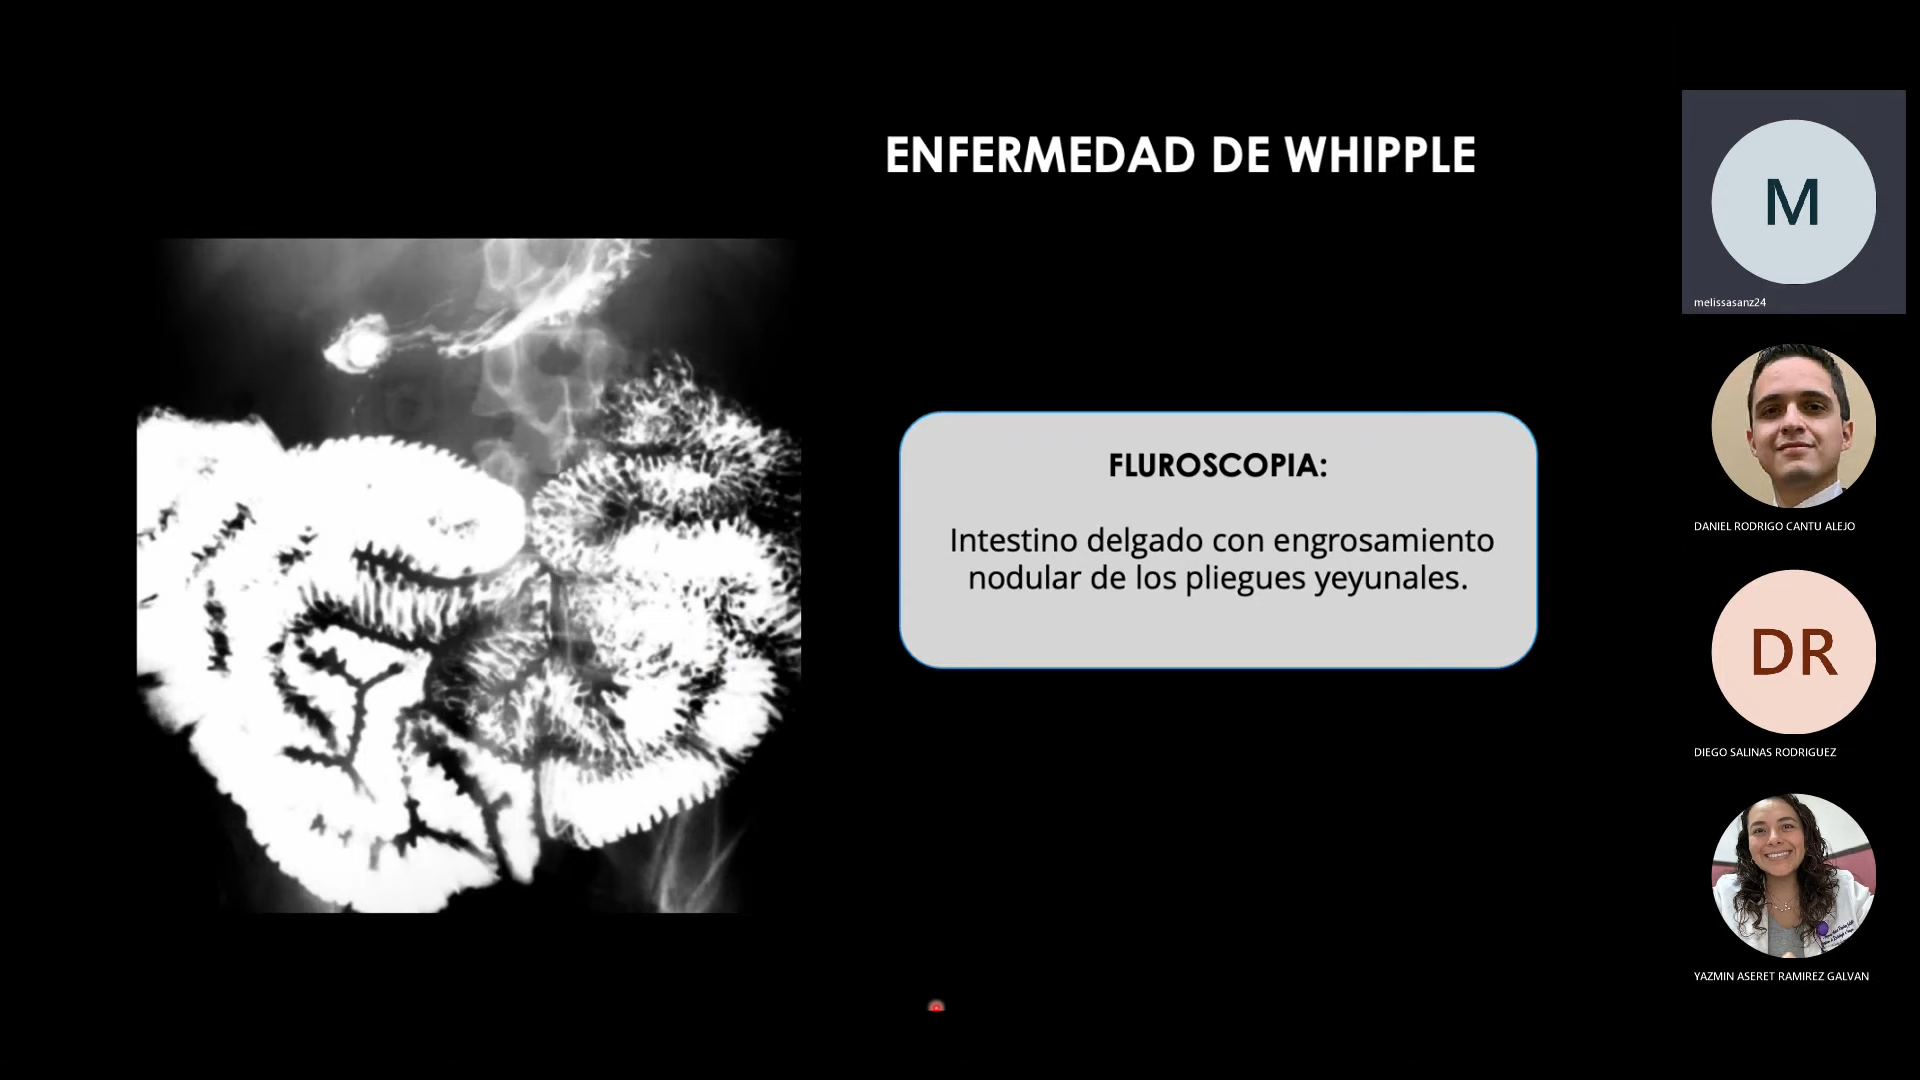 ENFERMEDAD DE WHIPPLE
FLUROSCOPIA:
Intestino delgado con engrosamiento
nodular de los pliegues yeyunales.
M
melissasanz24
DANIEL RODRIGO CANTU ALEJO
DR
DIEGO SALINAS RODRIGUEZ
YAZMIN ASERET RAMIREZ GALVAN